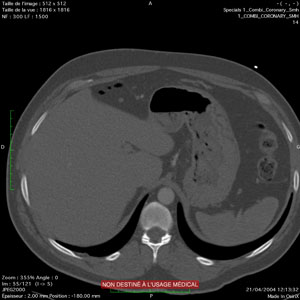 Taille de l'image : 512 x 512
Taille de la vue : 1816 x 1816
NF : 300 LF : 1500
A
- ( - , - )
Specials 1_Combi_Coronary_Smh
1_COMBI_CORONARY_SMH
14
D
G
Zoom : 355% Angle : 0
Im : 55/121 (I -> S)
JPEG2000
Épaisseur : 2.00 mm Position : -180.00 mm
NON DESTINÉ À L'USAGE MÉDICAL
P
21/04/2004 12:13:32
Made In OsiriX